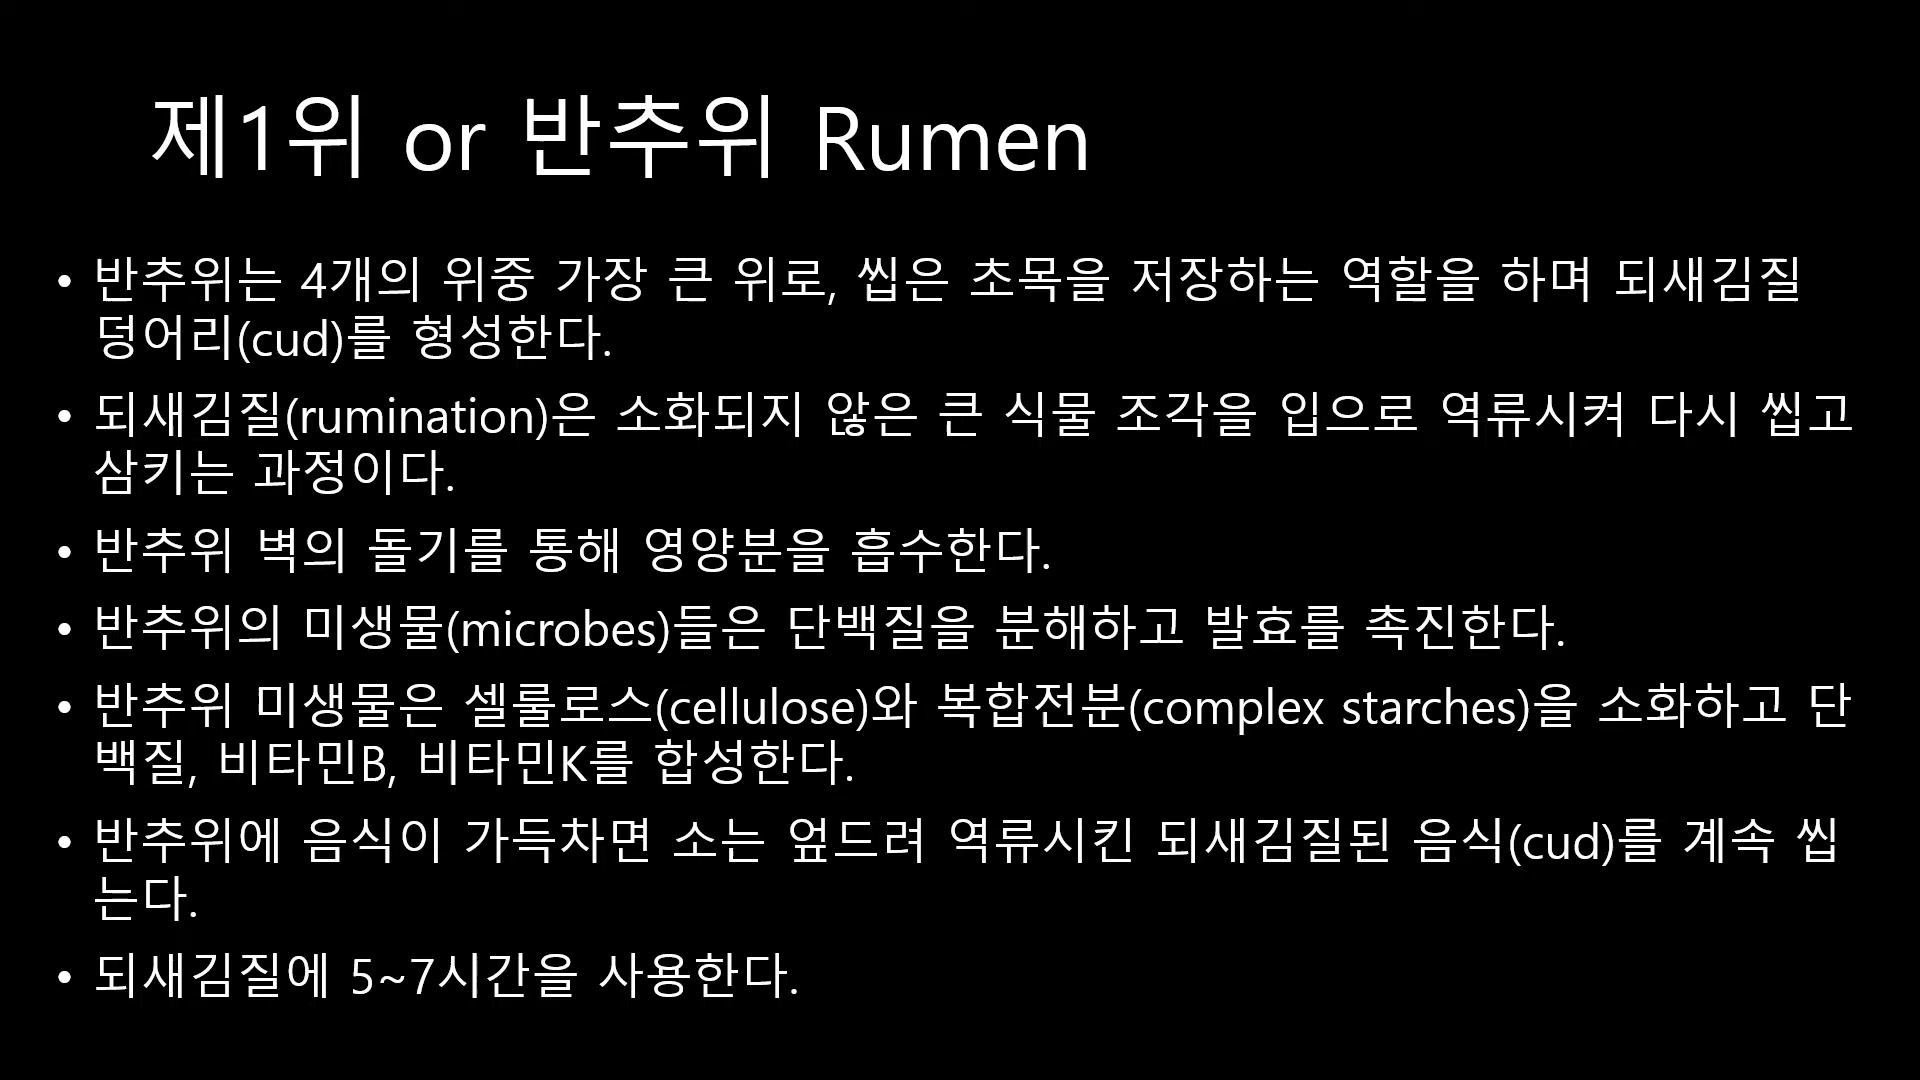 제1위 or 반추위 Rumen
• 반추위는 4개의 위중 가장 큰 위로, 씹은 초목을 저장하는 역할을 하며 되새김질
덩어리(cud)를 형성한다.
• 되새김질(rumination)은 소화되지 않은 큰 식물 조각을 입으로 역류시켜 다시 씹고
삼키는 과정이다.
• 반추위 벽의 돌기를 통해 영양분을 흡수한다.
• 반추위의 미생물(microbes)들은 단백질을 분해하고 발효를 촉진한다.
• 반추위 미생물은 셀룰로스(cellulose)와 복합전분(complex starches)을 소화하고 단
백질, 비타민B, 비타민K를 합성한다.
• 반추위에 음식이 가득차면 소는 엎드려 역류시킨 되새김질된 음식(cud)를 계속 씹
는다.
• 되새김질에 5~7시간을 사용한다.